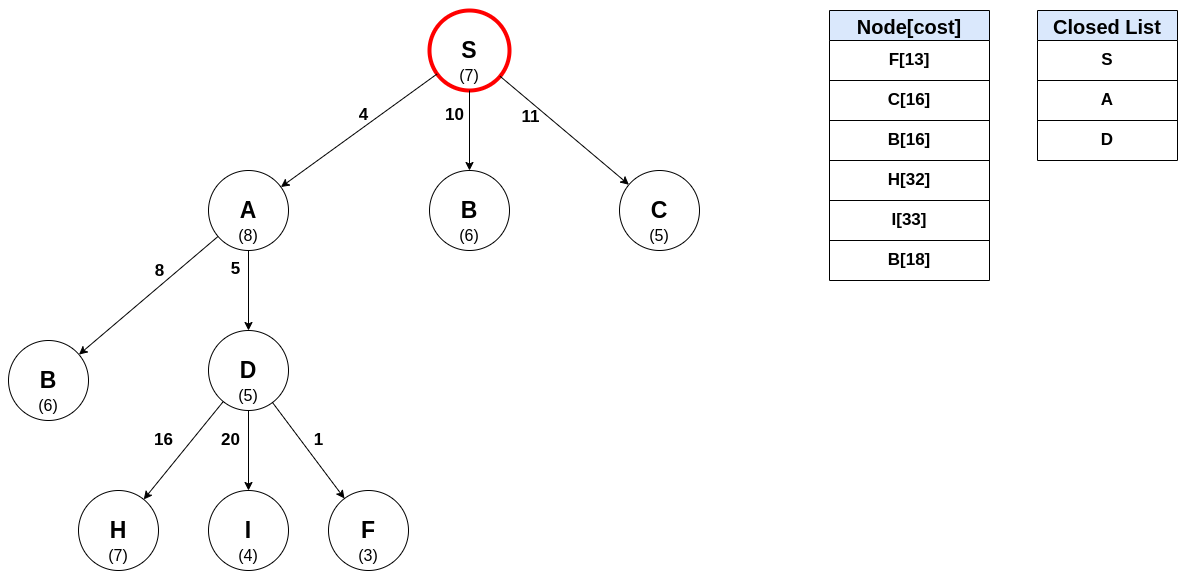 S
(7)
4
10
11
A
(8)
B
(6)
C
(5)
8
5
B
(6)
D
(5)
16
20
1
H
(7)
I
(4)
F
(3)
Node[cost]
F[13]
C[16]
B[16]
H[32]
I[33]
B[18]
Closed List
S
A
D